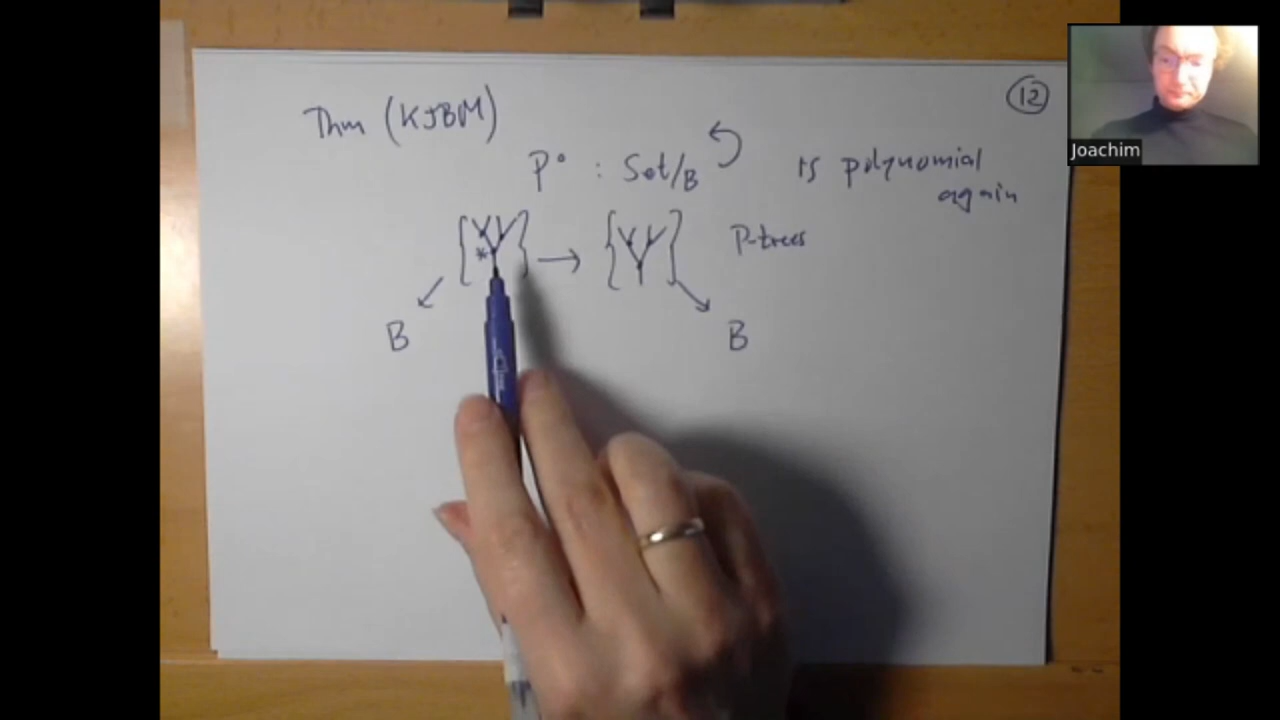 12
Thm (KJBM)
P° : Set/B is polynomial
again
{ * } → { } P-trees
B B
Joachim